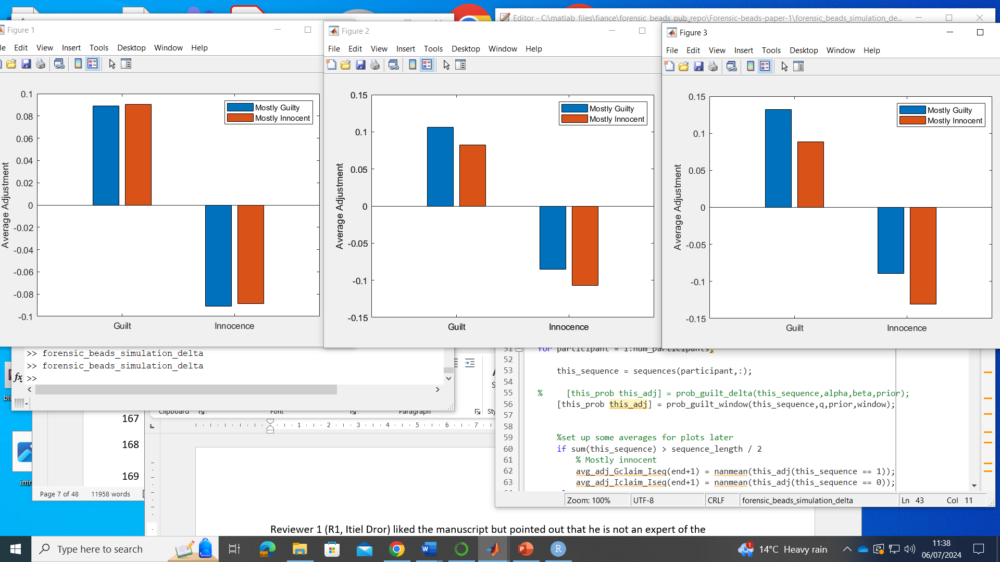 Editor - C:\matlab_files\fiance\forensic_beads_pub_repo\Forensic-beads-paper-1\forensic_beads_simulation_de...
Figure 1
le Edit View Insert Tools Desktop Window Help
0.1
0.08
0.06
0.04
0.02
0
-0.02
-0.04
-0.06
-0.08
-0.1
Average Adjustment
Mostly Guilty
Mostly Innocent
Guilt Innocence
Figure 2
File Edit View Insert Tools Desktop Window Help
0.15
0.1
0.05
0
-0.05
-0.1
-0.15
Average Adjustment
Mostly Guilty
Mostly Innocent
Guilt Innocence
Figure 3
File Edit View Insert Tools Desktop Window Help
0.15
0.1
0.05
0
-0.05
-0.1
-0.15
Average Adjustment
Mostly Guilty
Mostly Innocent
Guilt Innocence
>> forensic_beads_simulation_delta
>> forensic_beads_simulation_delta
fx >>
Clipboard Font Paragraph Sty
1 2 3 4 5 6 7
167
168
169
Page 7 of 48 11958 words
51 for participant = 1:num_participants;
52
53 this_sequence = sequences(participant,:);
54
55 % [this_prob this_adj] = prob_guilt_delta(this_sequence,alpha,beta,prior);
56 [this_prob this_adj] = prob_guilt_window(this_sequence,q,prior,window);
57
58
59 %set up some averages for plots later
60 if sum(this_sequence) > sequence_length / 2
61 % Mostly innocent
62 avg_adj_Gclaim_Iseq(end+1) = nanmean(this_adj(this_sequence == 1));
63 avg_adj_Iclaim_Iseq(end+1) = nanmean(this_adj(this_sequence == 0));
Zoom: 100% UTF-8 CRLF forensic_beads_simulation_delta Ln 43 Col 11
Reviewer 1 (R1, Itiel Dror) liked the manuscript but pointed out that he is not an expert of the
Type here to search
14°C Heavy rain
11:38
06/07/2024